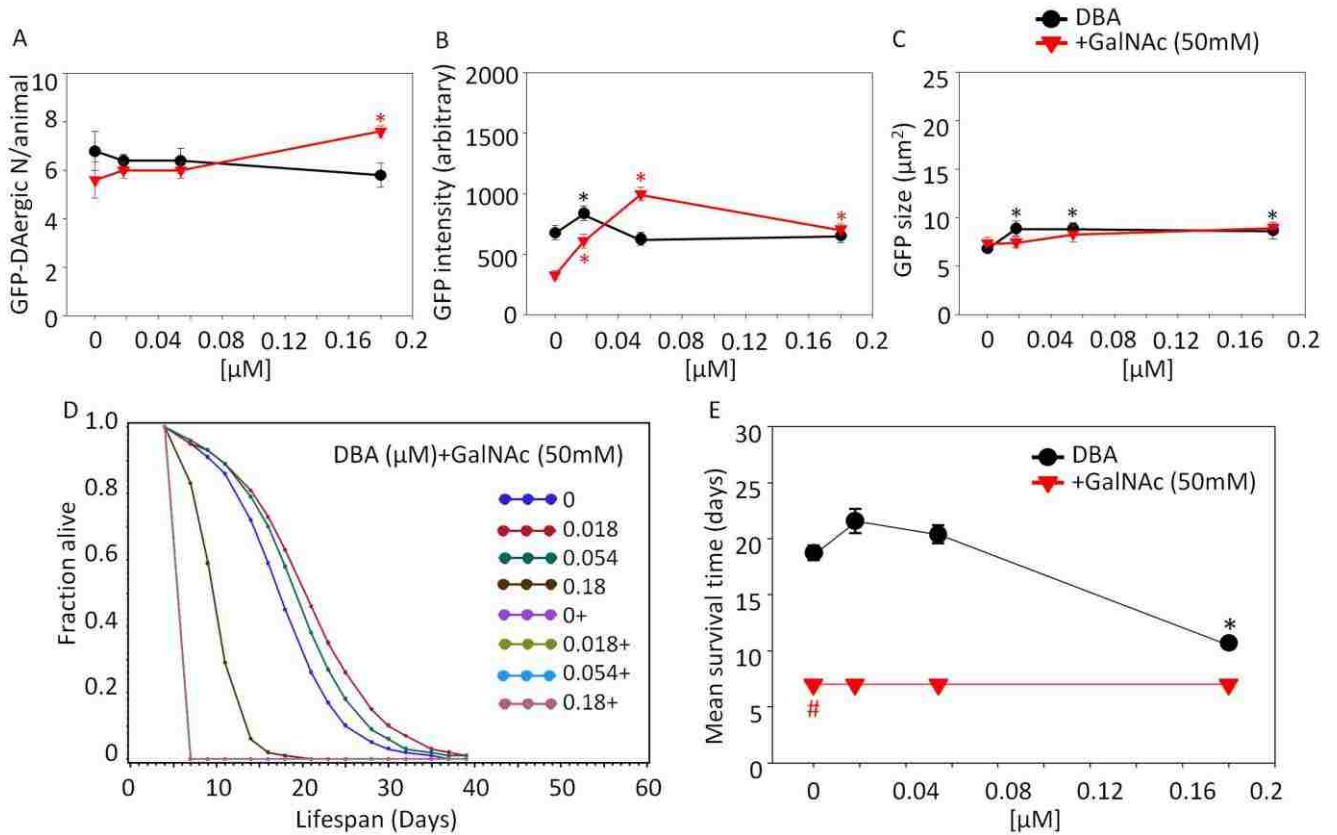 DBA
+GalNAc (50mM)
A
GFP-DAergic N/animal
10
8
6
4
2
0
*
0 0.04 0.08 0.12 0.16 0.2
[µM]
B
GFP intensity (arbitrary)
2000
1500
1000
500
0
* * * *
0 0.04 0.08 0.12 0.16 0.2
[µM]
C
GFP size (µm²)
25
20
15
10
5
0
* * *
0 0.04 0.08 0.12 0.16 0.2
[µM]
D
Fraction alive
1.0
0.8
0.6
0.4
0.2
0
DBA (µM)+GalNAc (50mM)
0
0.018
0.054
0.18
0+
0.018+
0.054+
0.18+
0 10 20 30 40 50 60
Lifespan (Days)
E
Mean survival time (days)
30
25
20
15
10
5
0
DBA
+GalNAc (50mM)
*
#
0 0.04 0.08 0.12 0.16 0.2
[µM]